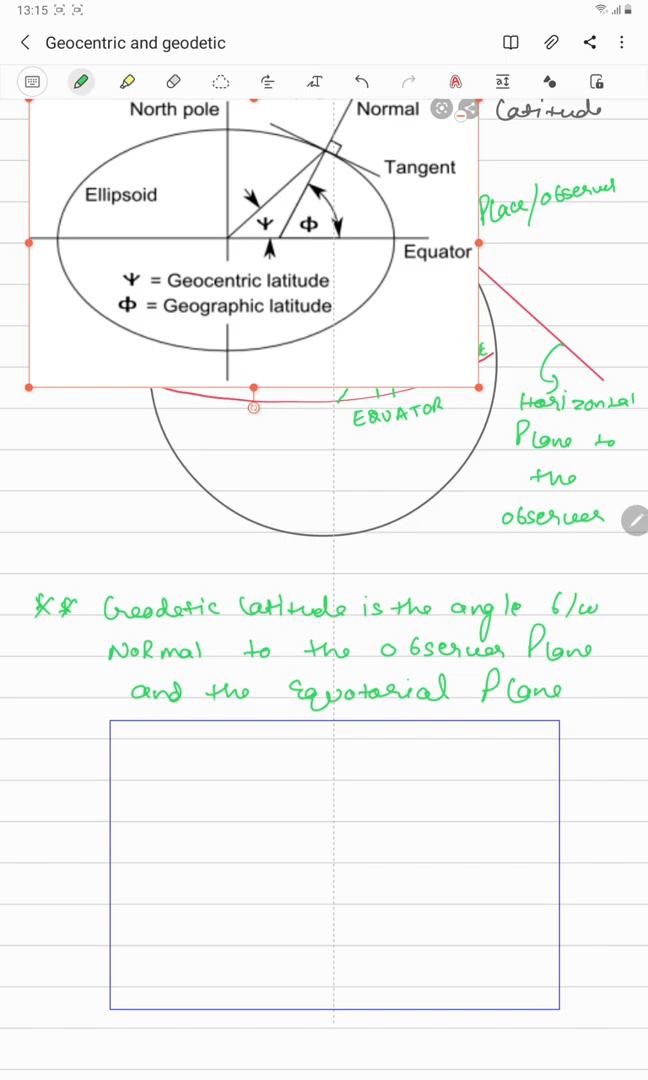 13:15
Geocentric and geodetic
North pole
Normal
Latitude
Tangent
Ellipsoid
Place/observer
Ψ
Φ
Equator
Ψ = Geocentric latitude
Φ = Geographic latitude
EQUATOR
Horizontal
Plane to
the
observer
** Geodetic latitude is the angle b/w
NoRmal to the observer Plane
and the Equotarial Plane